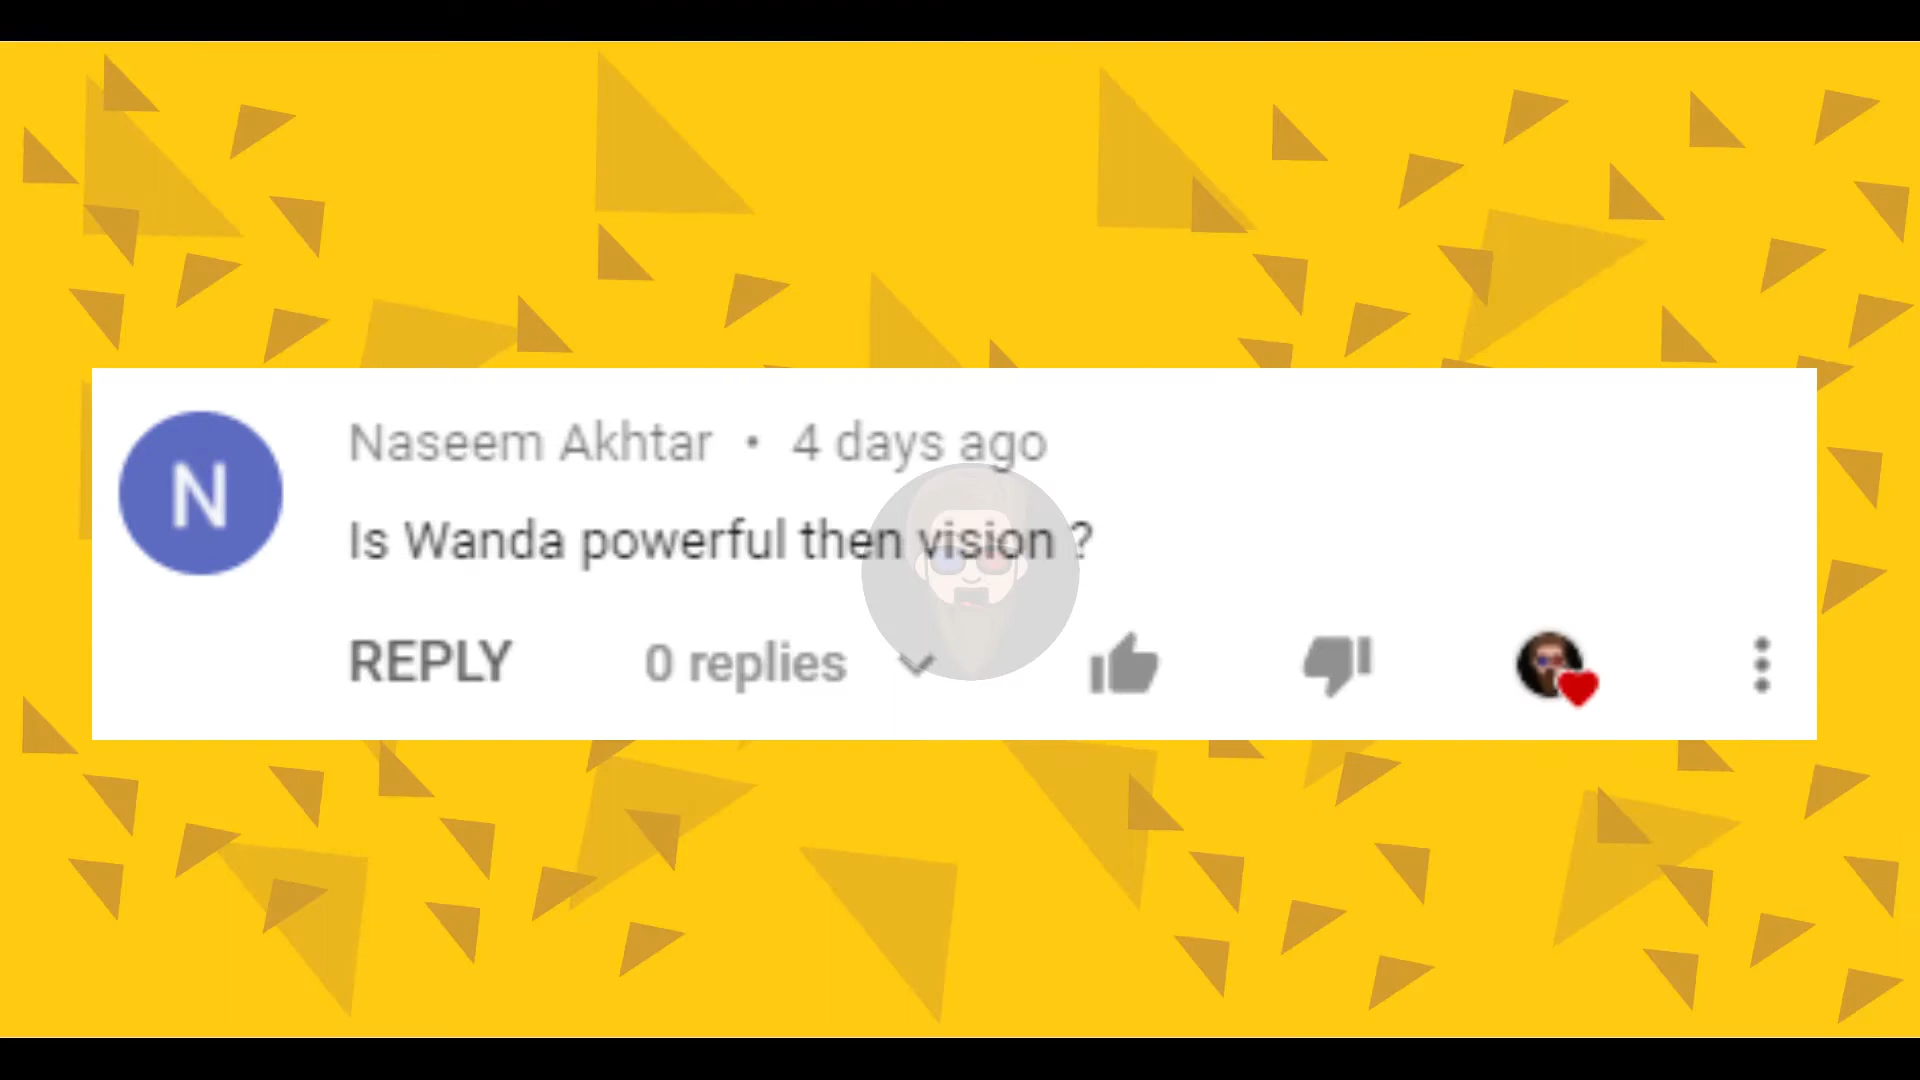 N
Naseem Akhtar • 4 days ago
Is Wanda powerful then vision ?
REPLY 0 replies